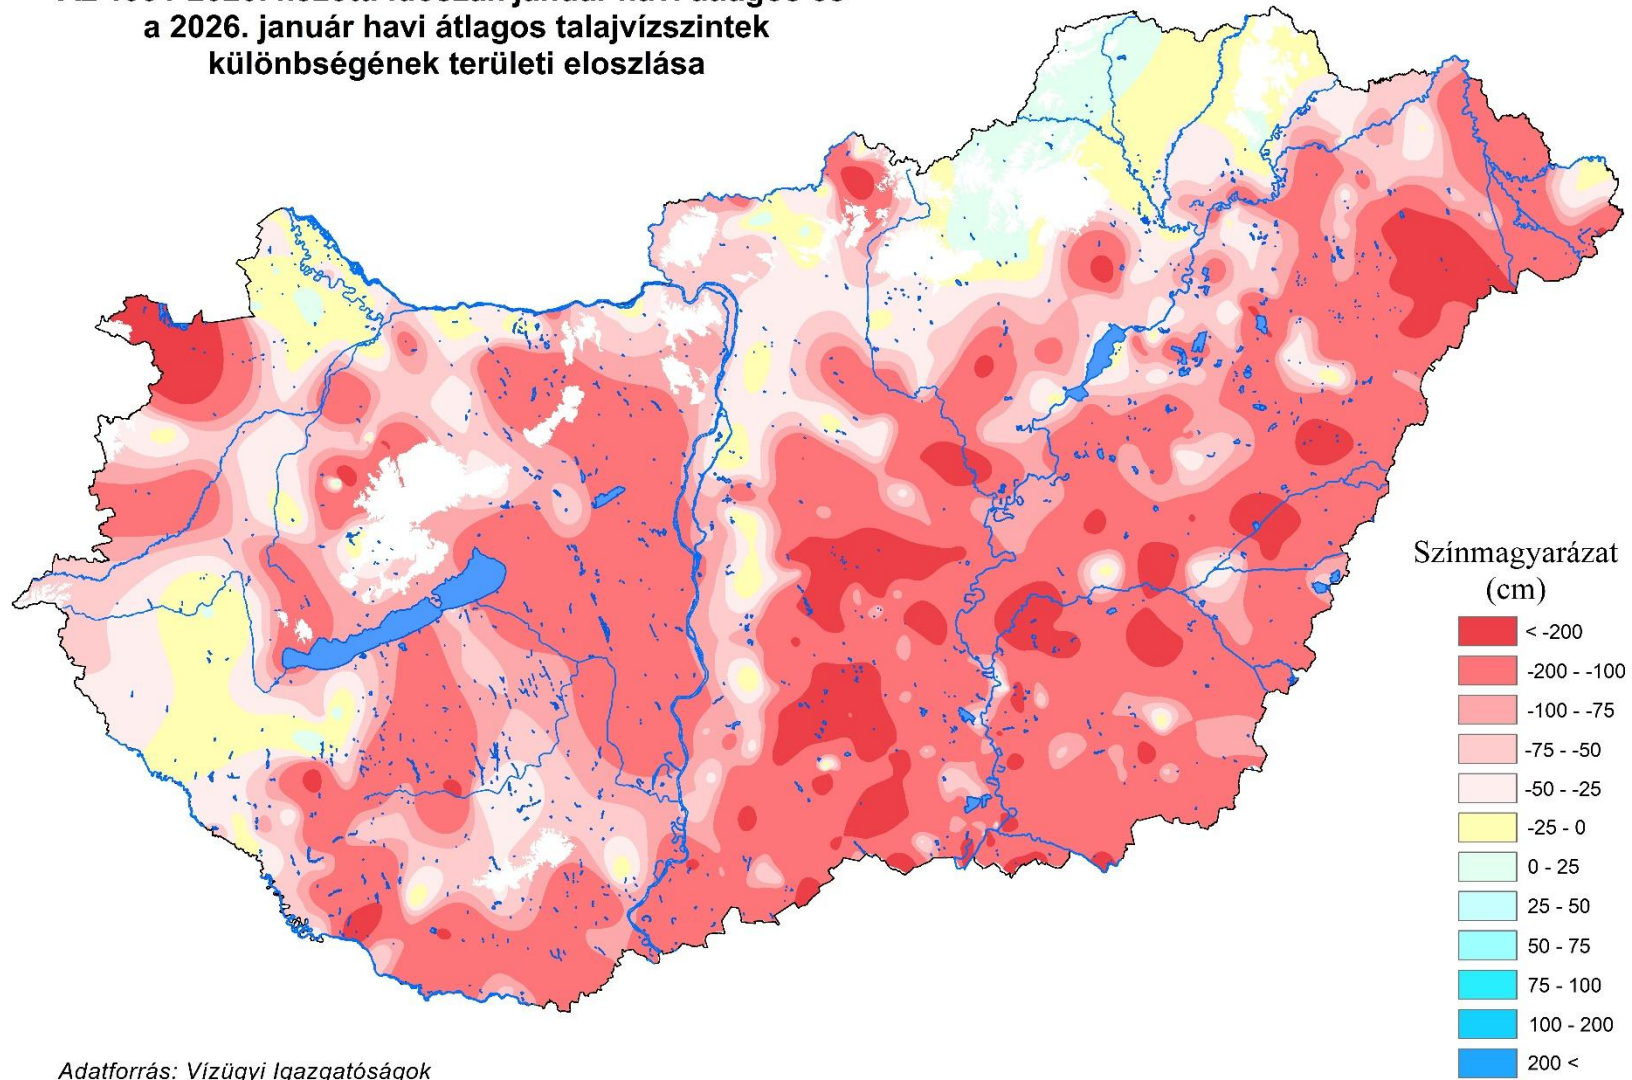 a 2026. január havi átlagos talajvízszintek
különbségének területi eloszlása
Színmagyarázat
(cm)
< -200
-200 - -100
-100 - -75
-75 - -50
-50 - -25
-25 - 0
0 - 25
25 - 50
50 - 75
75 - 100
100 - 200
200 <
Adatforrás: Vízügyi Igazgatóságok